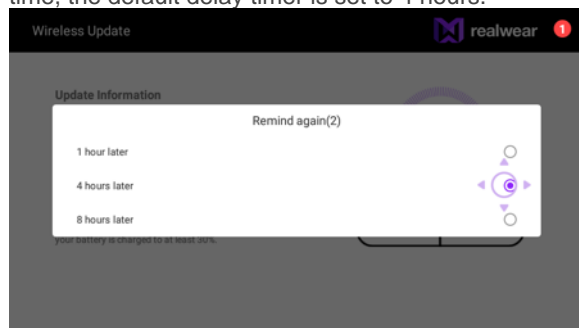 time, the default delay timer is set to 4 hours.
Wireless Update
realwear
1
Update Information
Remind again(2)
1 hour later
4 hours later
8 hours later
your battery is charged to at least 30%.